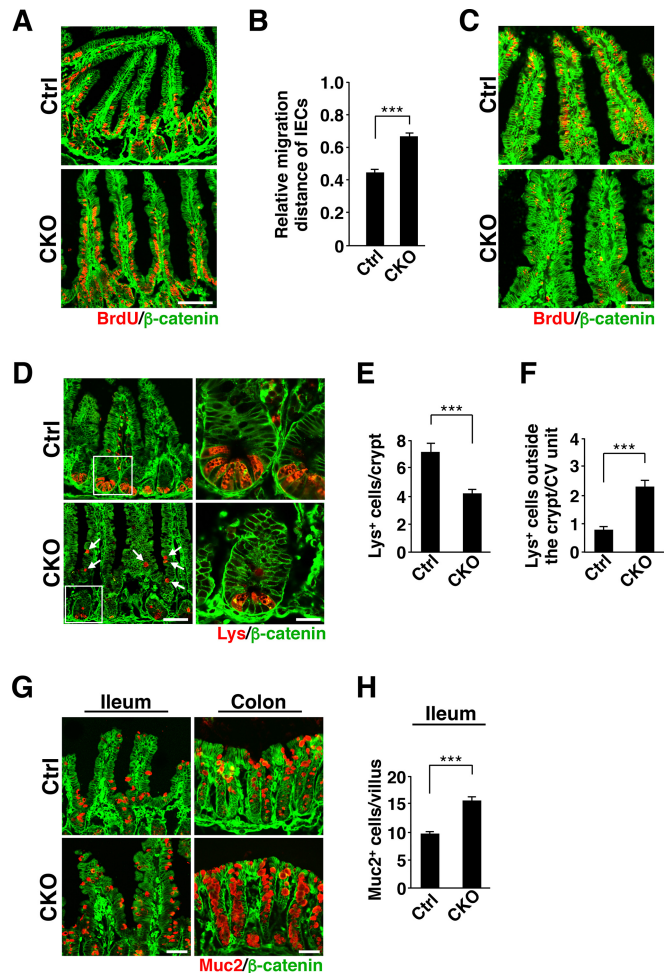 A
Ctrl
CKO
BrdU/β-catenin
B
Relative migration
distance of IECs
1.0
0.8
0.6
0.4
0.2
0
***
Ctrl
CKO
C
Ctrl
CKO
BrdU/β-catenin
D
Ctrl
CKO
Lys/β-catenin
E
Lys+ cells/crypt
8
6
4
2
0
***
Ctrl
CKO
F
Lys+ cells outside
the crypt/CV unit
4
3
2
1
0
***
Ctrl
CKO
G
Ileum
Colon
Ctrl
CKO
Muc2/β-catenin
H
Ileum
Muc2+ cells/villus
20
15
10
5
0
***
Ctrl
CKO